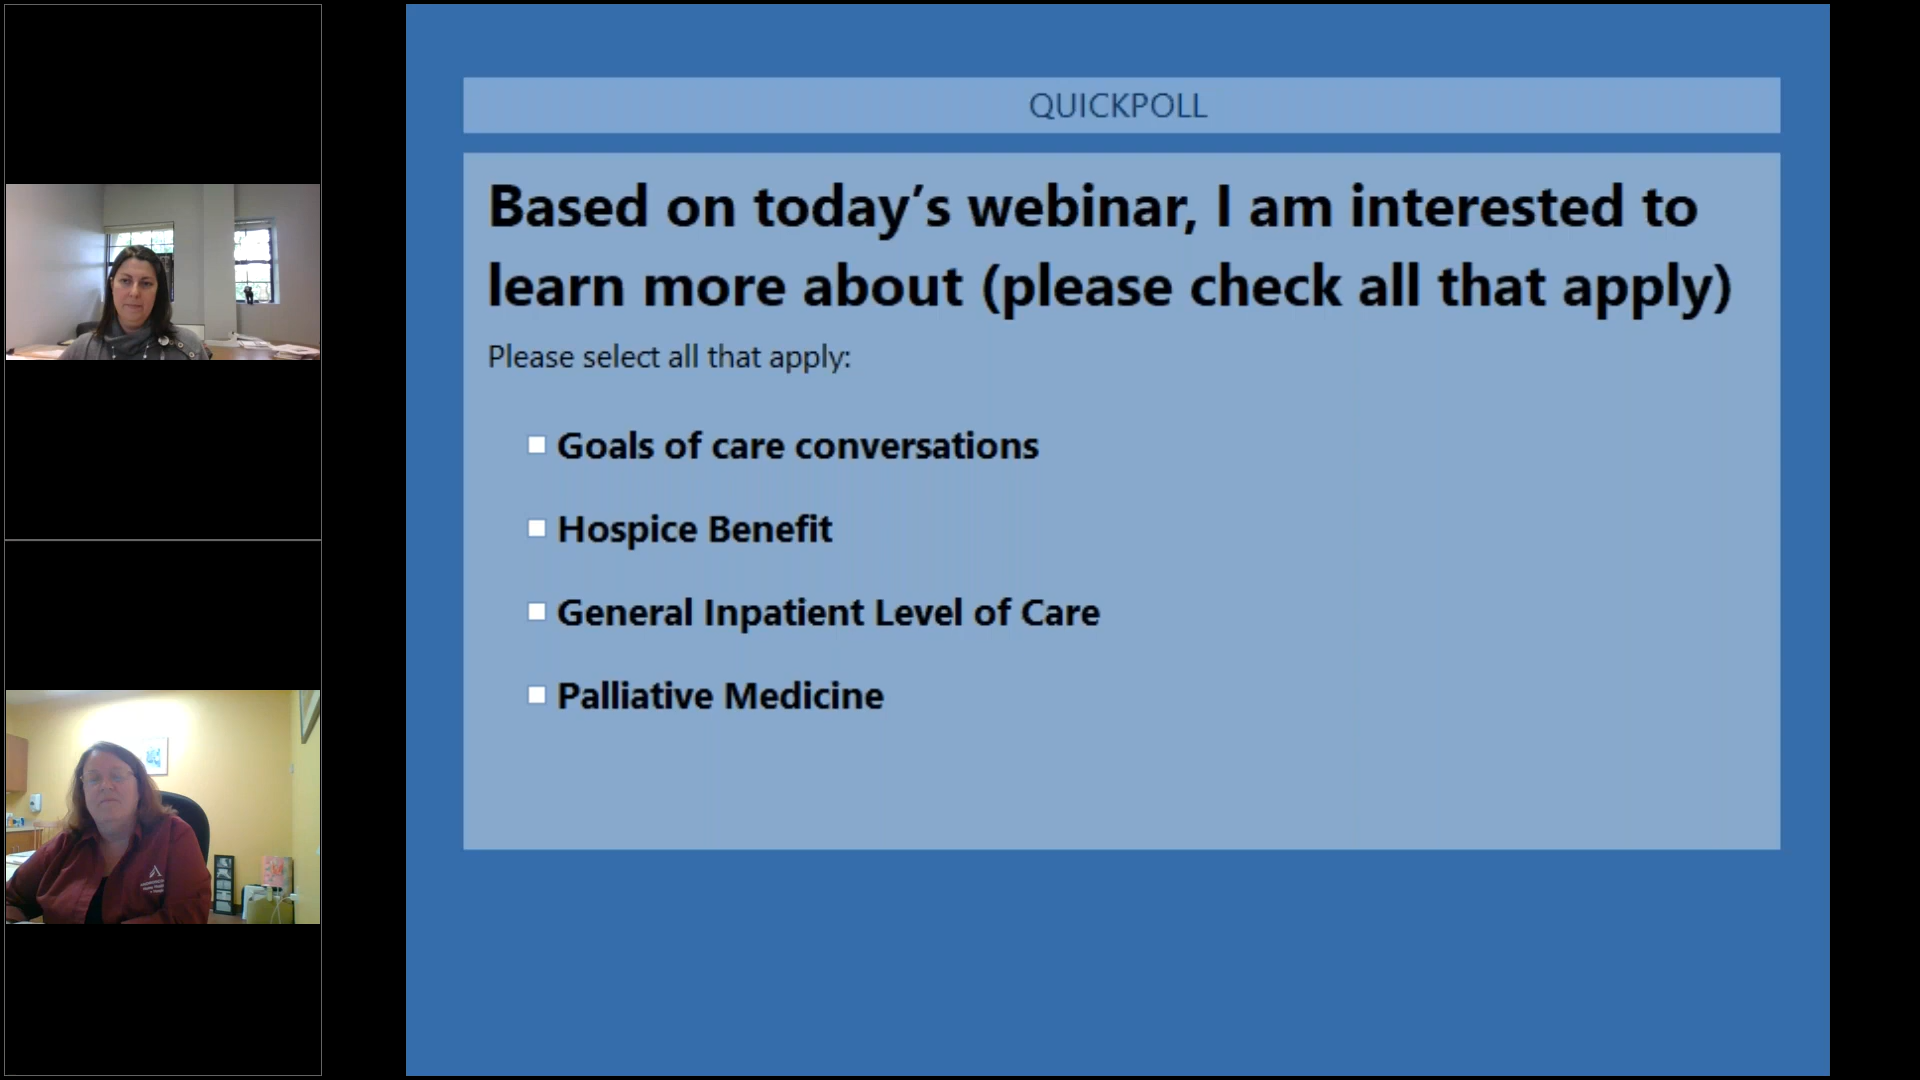 QUICKPOLL
Based on today’s webinar, I am interested to
learn more about (please check all that apply)
Please select all that apply:
Goals of care conversations
Hospice Benefit
General Inpatient Level of Care
Palliative Medicine